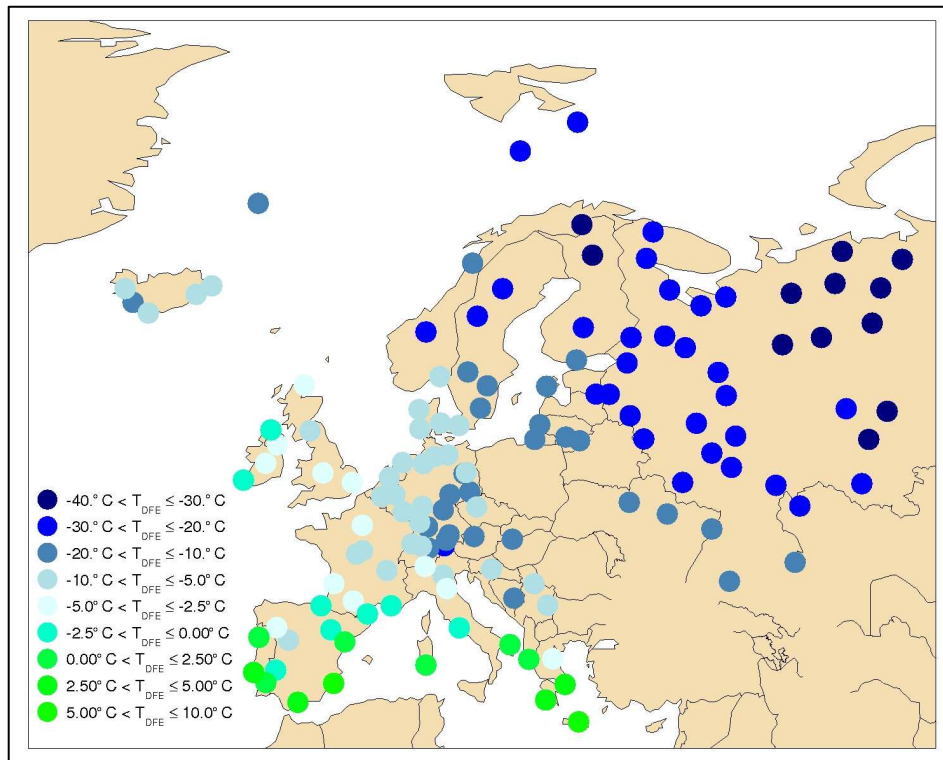 -40.° C < T_DFE ≤ -30.° C
-30.° C < T_DFE ≤ -20.° C
-20.° C < T_DFE ≤ -10.° C
-10.° C < T_DFE ≤ -5.0° C
-5.0° C < T_DFE ≤ -2.5° C
-2.5° C < T_DFE ≤ 0.00° C
0.00° C < T_DFE ≤ 2.50° C
2.50° C < T_DFE ≤ 5.00° C
5.00° C < T_DFE ≤ 10.0° C